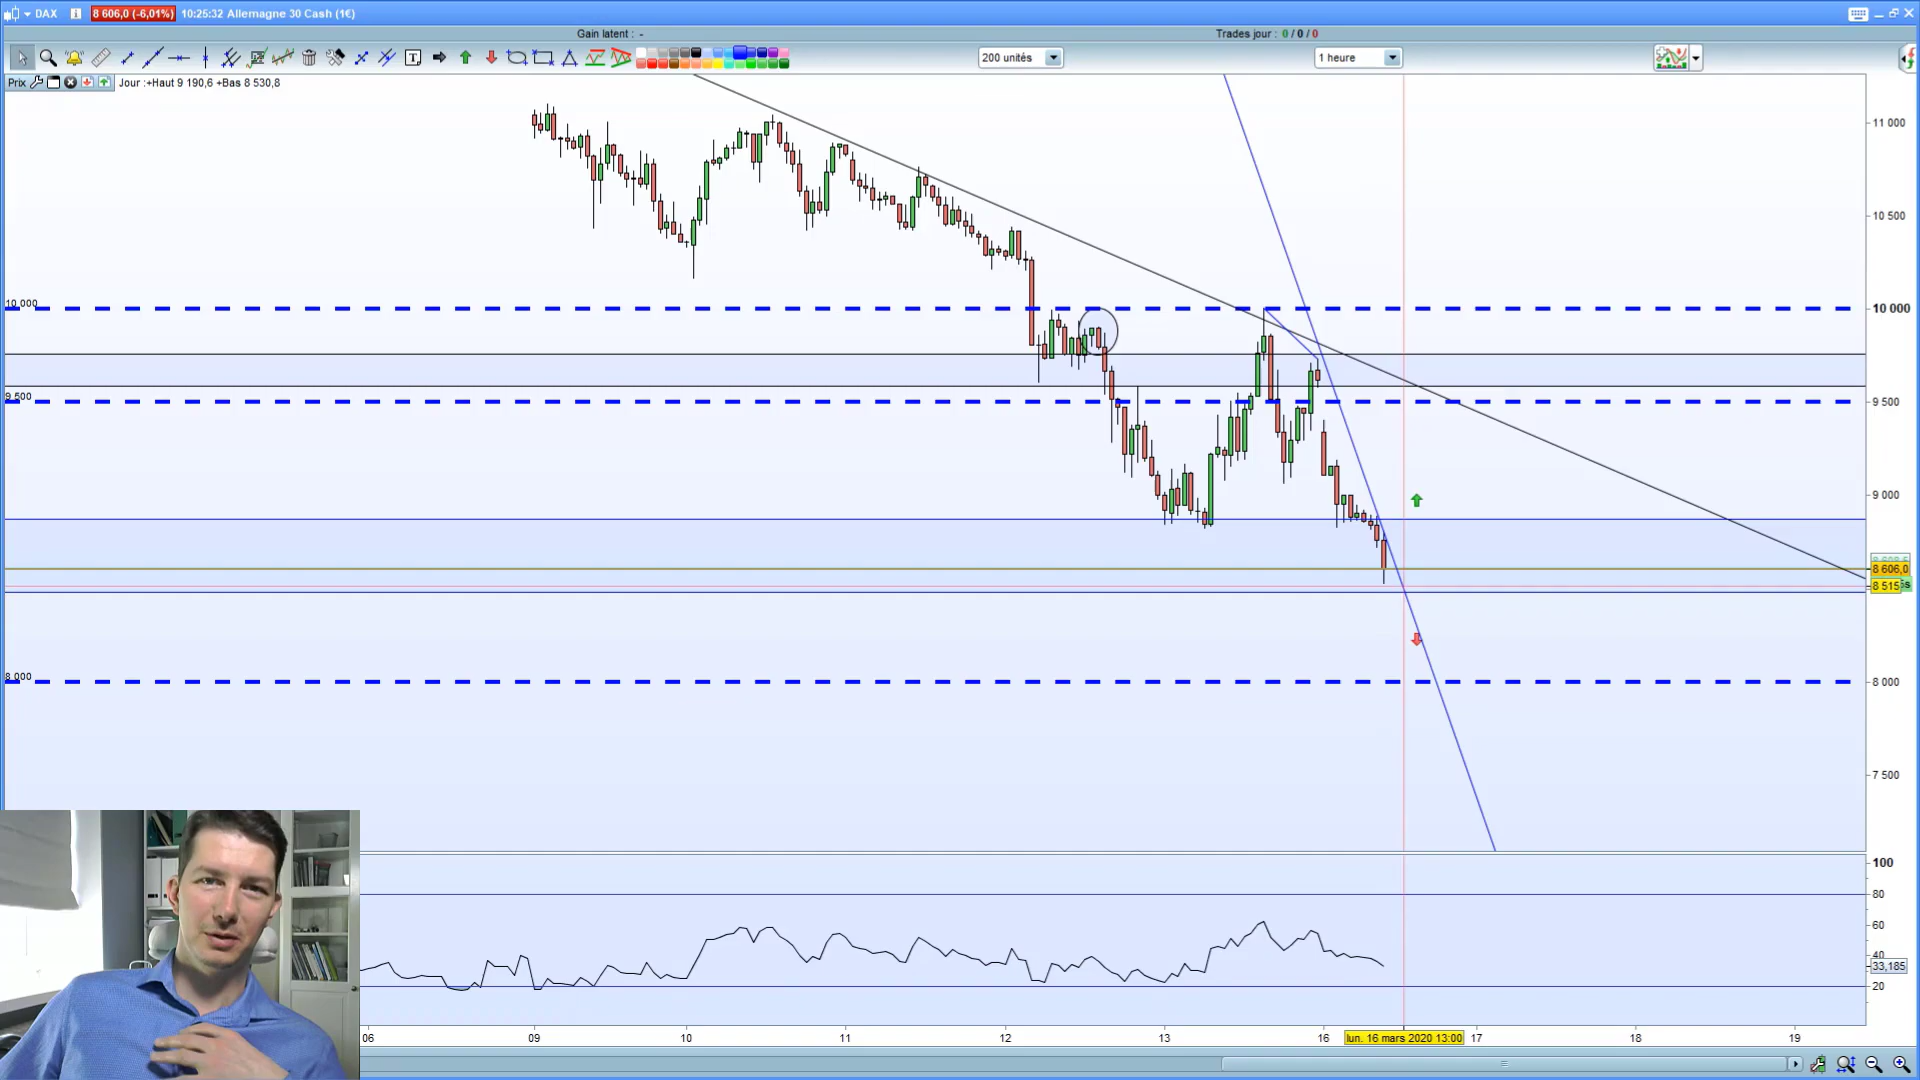 DAX 8 606,0 (-6,01%) 10:25:32 Allemagne 30 Cash (1€)
Gain latent : - Trades jour : 0 / 0 / 0
200 unités 1 heure
Prix Jour :+Haut 9 190,6 +Bas 8 530,8
11 000
10 500
10 000 10 000
9 500 9 500
9 000
8 606,0
8 515
8 000 8 000
7 500
100
80
60
40
33,185
20
06 09 10 11 12 13 16 lun. 16 mars 2020 13:00 17 18 19